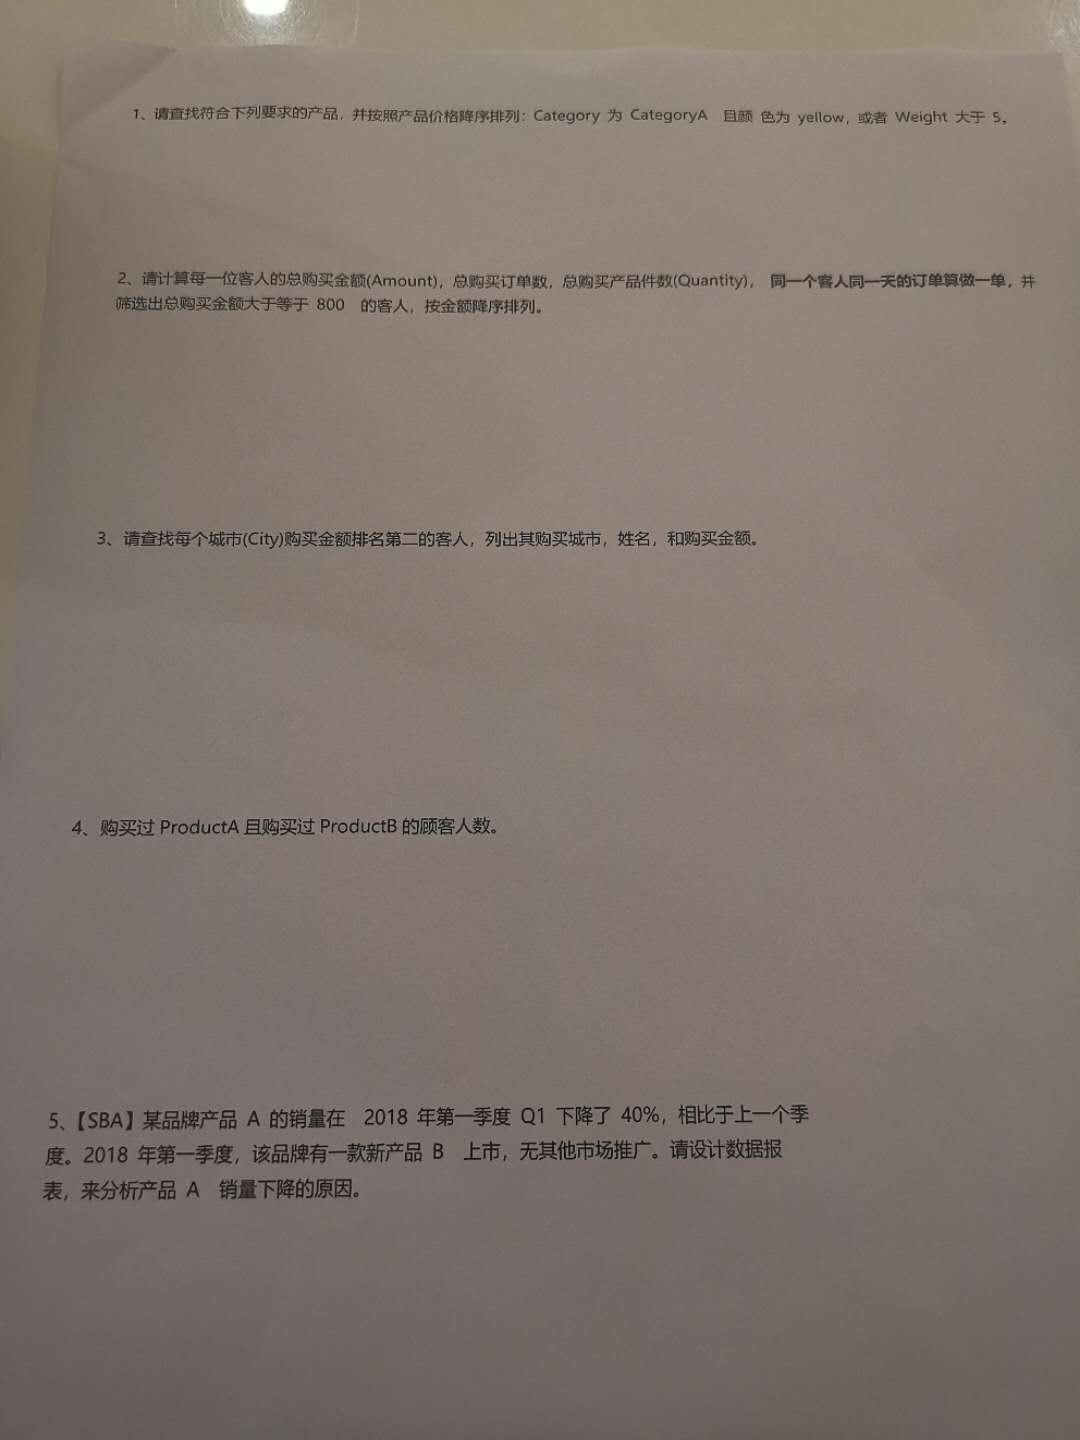 1、请查找符合下列要求的产品，并按照产品价格降序排列：Category 为 CategoryA 且颜 色为 yellow，或者 Weight 大于 5。
2、请计算每一位客人的总购买金额(Amount)，总购买订单数，总购买产品件数(Quantity)， 同一个客人同一天的订单算做一单，并
筛选出总购买金额大于等于 800 的客人，按金额降序排列。
3、请查找每个城市(City)购买金额排名第二的客人，列出其购买城市，姓名，和购买金额。
4、购买过 ProductA 且购买过 ProductB 的顾客人数。
5、【SBA】某品牌产品 A 的销量在 2018 年第一季度 Q1 下降了 40%，相比于上一个季
度。2018 年第一季度，该品牌有一款新产品 B 上市，无其他市场推广。请设计数据报
表，来分析产品 A 销量下降的原因。